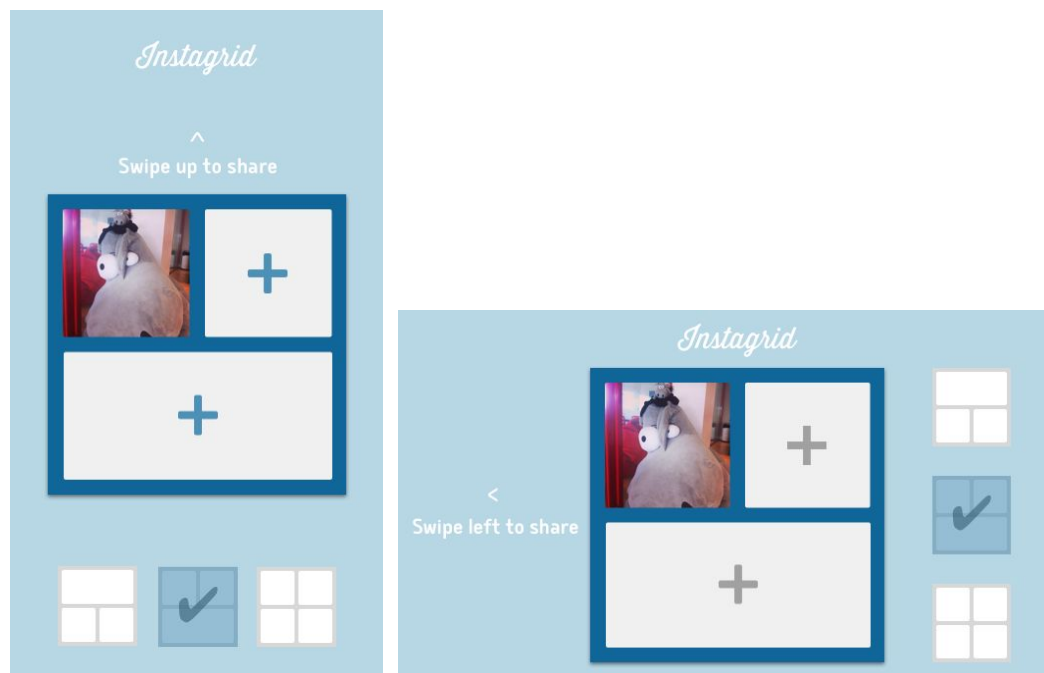 Instagrid
^
Swipe up to share
Instagrid
<
Swipe left to share